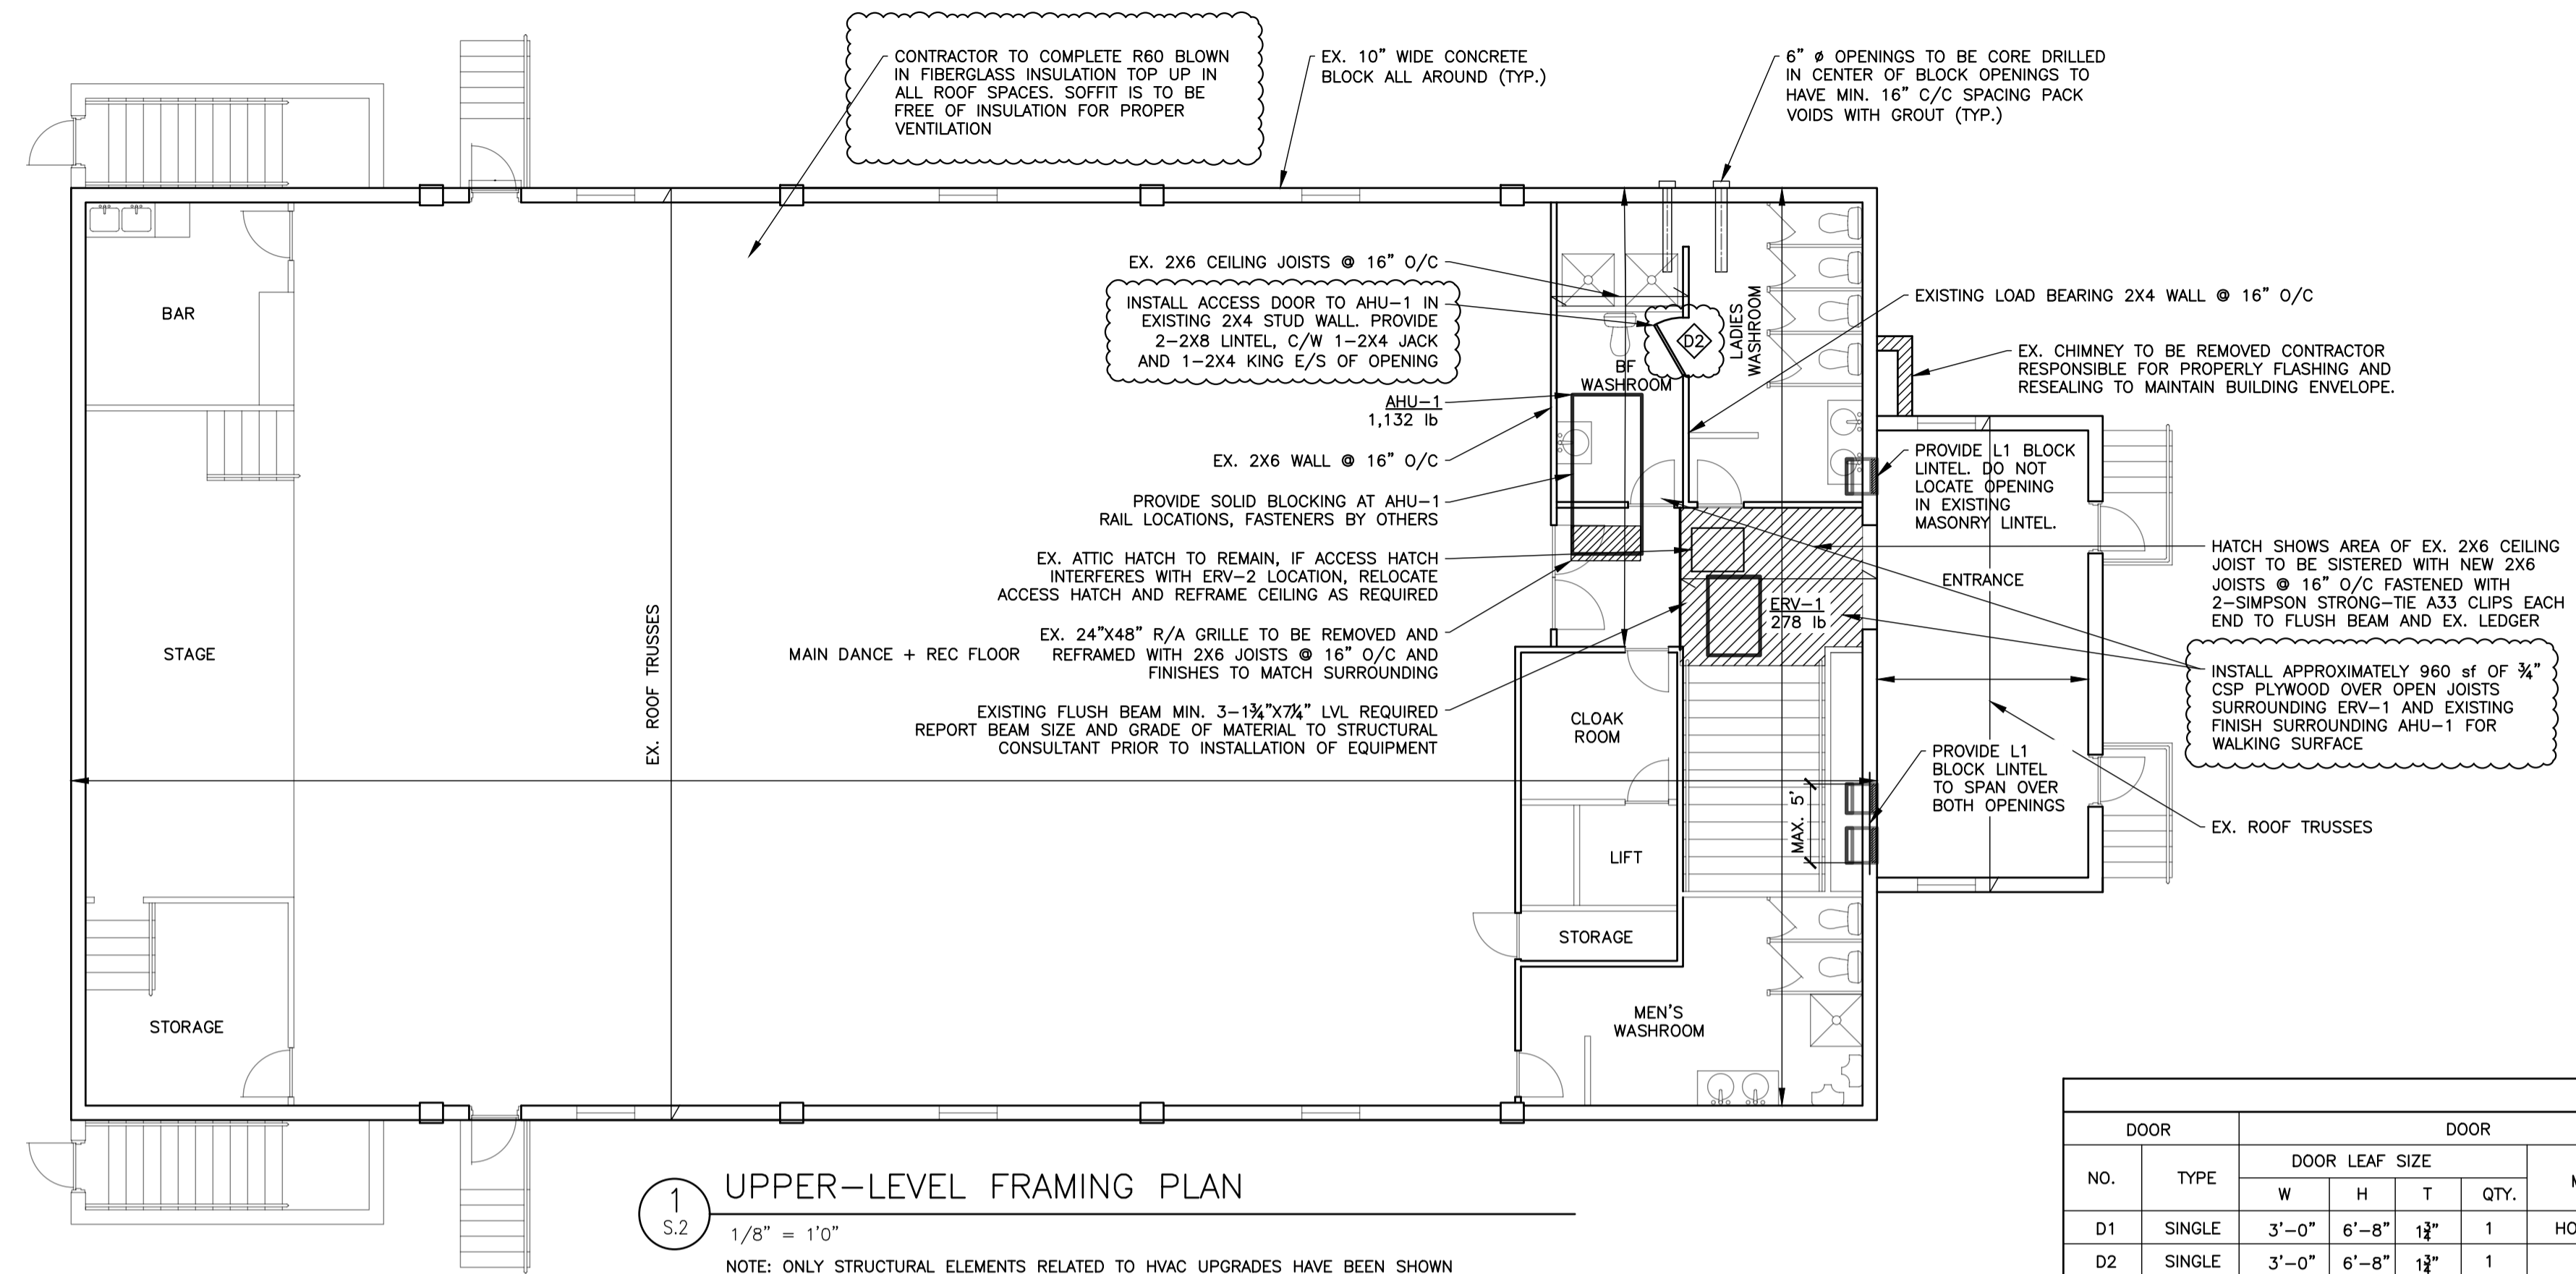 CONTRACTOR TO COMPLETE R60 BLOWN
IN FIBERGLASS INSULATION TOP UP IN
ALL ROOF SPACES. SOFFIT IS TO BE
FREE OF INSULATION FOR PROPER
VENTILATION
EX. 10" WIDE CONCRETE
BLOCK ALL AROUND (TYP.)
6" ø OPENINGS TO BE CORE DRILLED
IN CENTER OF BLOCK OPENINGS TO
HAVE MIN. 16" C/C SPACING PACK
VOIDS WITH GROUT (TYP.)
BAR
STAGE
STORAGE
EX. ROOF TRUSSES
MAIN DANCE + REC FLOOR
EX. 2X6 CEILING JOISTS @ 16" O/C
INSTALL ACCESS DOOR TO AHU-1 IN
EXISTING 2X4 STUD WALL. PROVIDE
2-2X8 LINTEL, C/W 1-2X4 JACK
AND 1-2X4 KING E/S OF OPENING
AHU-1
1,132 lb
EX. 2X6 WALL @ 16" O/C
PROVIDE SOLID BLOCKING AT AHU-1
RAIL LOCATIONS, FASTENERS BY OTHERS
EX. ATTIC HATCH TO REMAIN, IF ACCESS HATCH
INTERFERES WITH ERV-2 LOCATION, RELOCATE
ACCESS HATCH AND REFRAME CEILING AS REQUIRED
EX. 24"X48" R/A GRILLE TO BE REMOVED AND
REFRAMED WITH 2X6 JOISTS @ 16" O/C AND
FINISHES TO MATCH SURROUNDING
EXISTING FLUSH BEAM MIN. 3-1¾"X7¼" LVL REQUIRED
REPORT BEAM SIZE AND GRADE OF MATERIAL TO STRUCTURAL
CONSULTANT PRIOR TO INSTALLATION OF EQUIPMENT
D2
BF
WASHROOM
LADIES
WASHROOM
EXISTING LOAD BEARING 2X4 WALL @ 16" O/C
EX. CHIMNEY TO BE REMOVED CONTRACTOR
RESPONSIBLE FOR PROPERLY FLASHING AND
RESEALING TO MAINTAIN BUILDING ENVELOPE.
PROVIDE L1 BLOCK
LINTEL. DO NOT
LOCATE OPENING
IN EXISTING
MASONRY LINTEL.
ENTRANCE
ERV-1
278 lb
HATCH SHOWS AREA OF EX. 2X6 CEILING
JOIST TO BE SISTERED WITH NEW 2X6
JOISTS @ 16" O/C FASTENED WITH
2-SIMPSON STRONG-TIE A33 CLIPS EACH
END TO FLUSH BEAM AND EX. LEDGER
INSTALL APPROXIMATELY 960 sf OF ¾"
CSP PLYWOOD OVER OPEN JOISTS
SURROUNDING ERV-1 AND EXISTING
FINISH SURROUNDING AHU-1 FOR
WALKING SURFACE
PROVIDE L1
BLOCK LINTEL
TO SPAN OVER
BOTH OPENINGS
EX. ROOF TRUSSES
MAX. 5'
CLOAK
ROOM
LIFT
STORAGE
MEN'S
WASHROOM
1
S.2
UPPER-LEVEL FRAMING PLAN
1/8" = 1'0"
NOTE: ONLY STRUCTURAL ELEMENTS RELATED TO HVAC UPGRADES HAVE BEEN SHOWN
DOOR DOOR
NO. TYPE DOOR LEAF SIZE
W H T QTY.
D1 SINGLE 3'-0" 6'-8" 1¾" 1
D2 SINGLE 3'-0" 6'-8" 1¾" 1